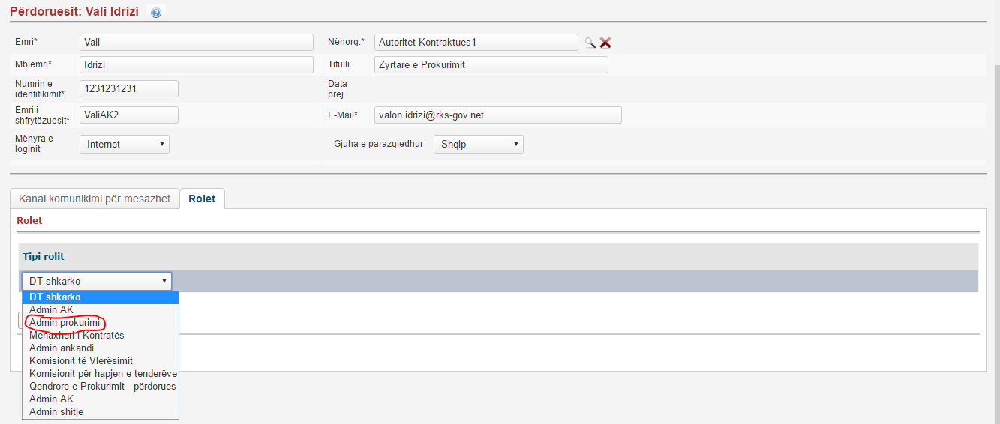 Përdoruesit: Vali Idrizi
Emri* Vali Nënorg.* Autoritet Kontraktues1
Mbiemri* Idrizi Titulli Zyrtare e Prokurimit
Numrin e identifikimit* 1231231231 Data prej
Emri i shfrytëzuesit* ValiAK2 E-Mail* valon.idrizi@rks-gov.net
Mënyra e loginit Internet Gjuha e parazgjedhur Shqip
Kanal komunikimi për mesazhet Rolet
Rolet
Tipi rolit
DT shkarko
DT shkarko
Admin AK
Admin prokurimi
Menaxheri i Kontratës
Admin ankandi
Komisionit të Vlerësimit
Komisionit për hapjen e tenderëve
Qendrore e Prokurimit - përdorues
Admin AK
Admin shitje